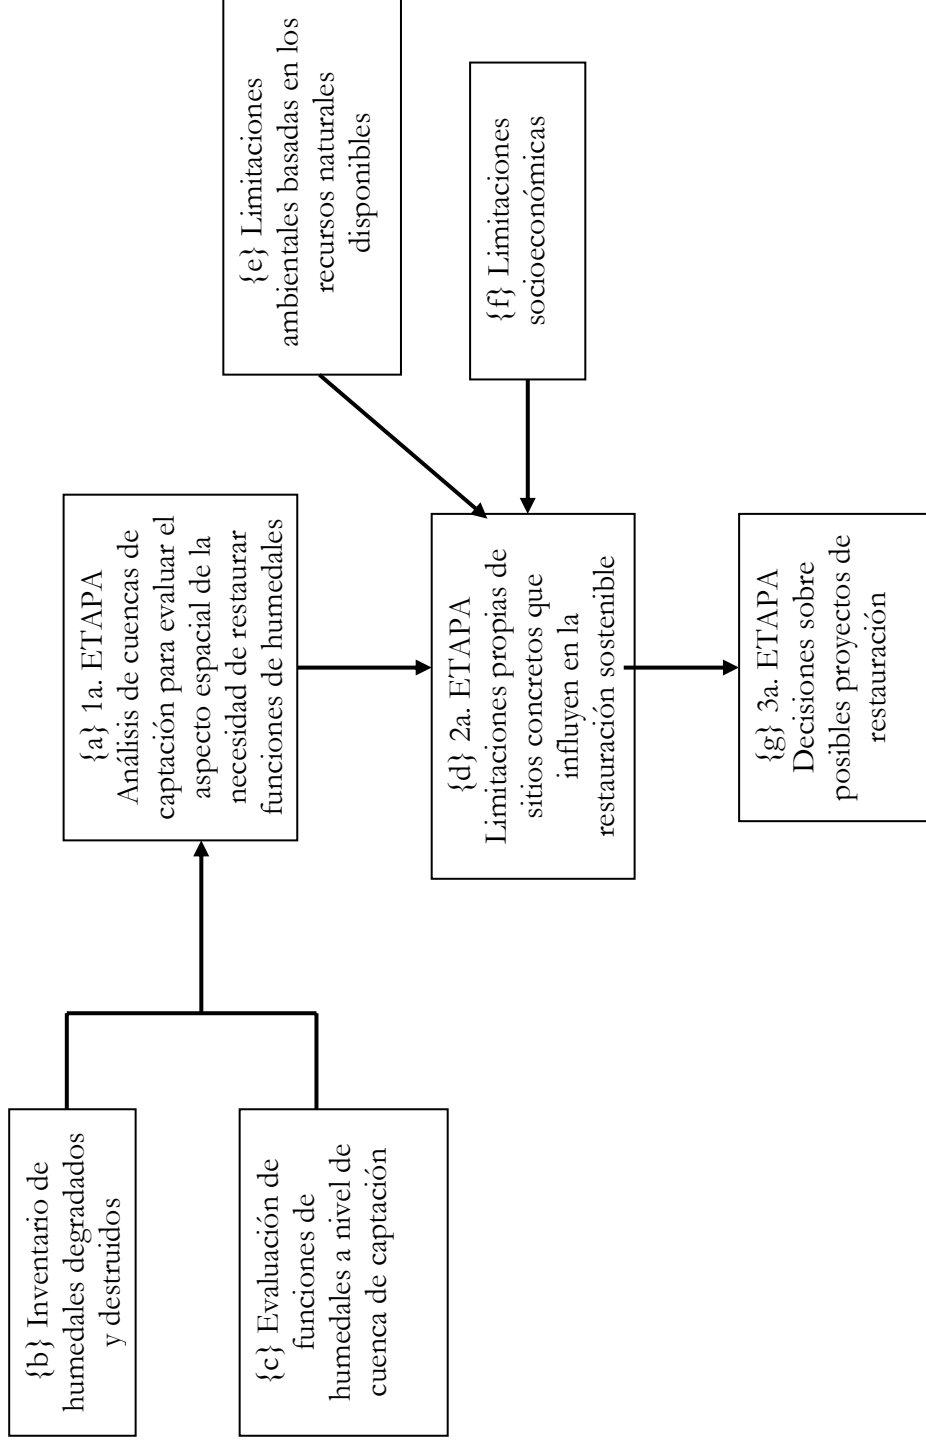 {a} 1a. ETAPA
Análisis de cuencas de
captación para evaluar el
aspecto espacial de la
necesidad de restaurar
funciones de humedales
{b} Inventario de
humedales degradados
y destruidos
{c} Evaluación de
funciones de
humedales a nivel de
cuenca de captación
{d} 2a. ETAPA
Limitaciones propias de
sitios concretos que
influyen en la
restauración sostenible
{e} Limitaciones
ambientales basadas en los
recursos naturales
disponibles
{f} Limitaciones
socioeconómicas
{g} 3a. ETAPA
Decisiones sobre
posibles proyectos de
restauración